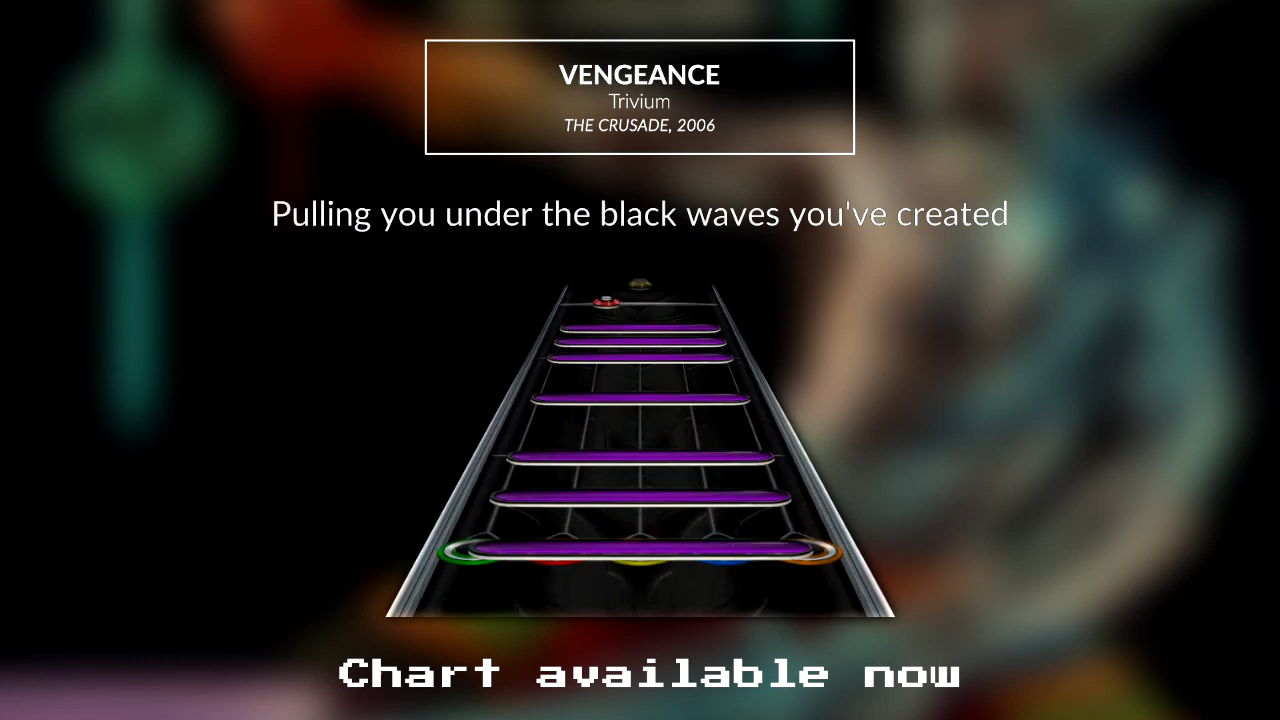 VENGEANCE
Trivium
THE CRUSADE, 2006
Pulling you under the black waves you've created
Chart available now